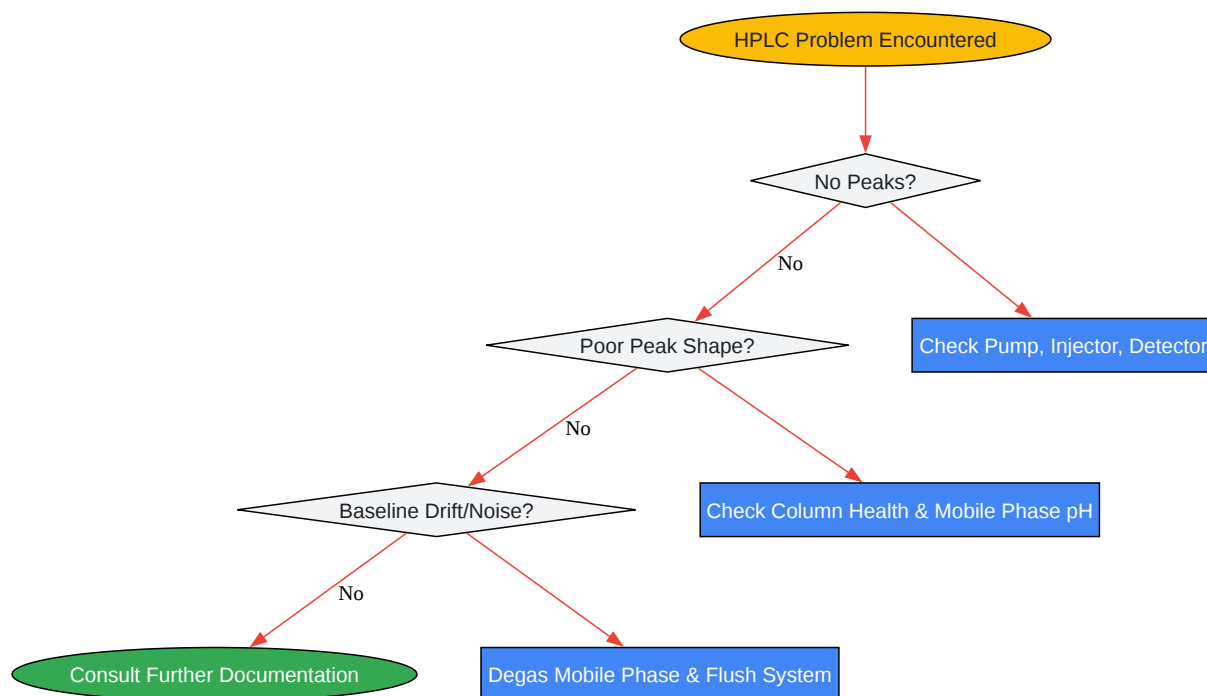 HPLC Problem Encountered
No Peaks?
No
Poor Peak Shape?
Check Pump, Injector, Detector
No
Baseline Drift/Noise?
Check Column Health & Mobile Phase pH
No
Consult Further Documentation
Degas Mobile Phase & Flush System